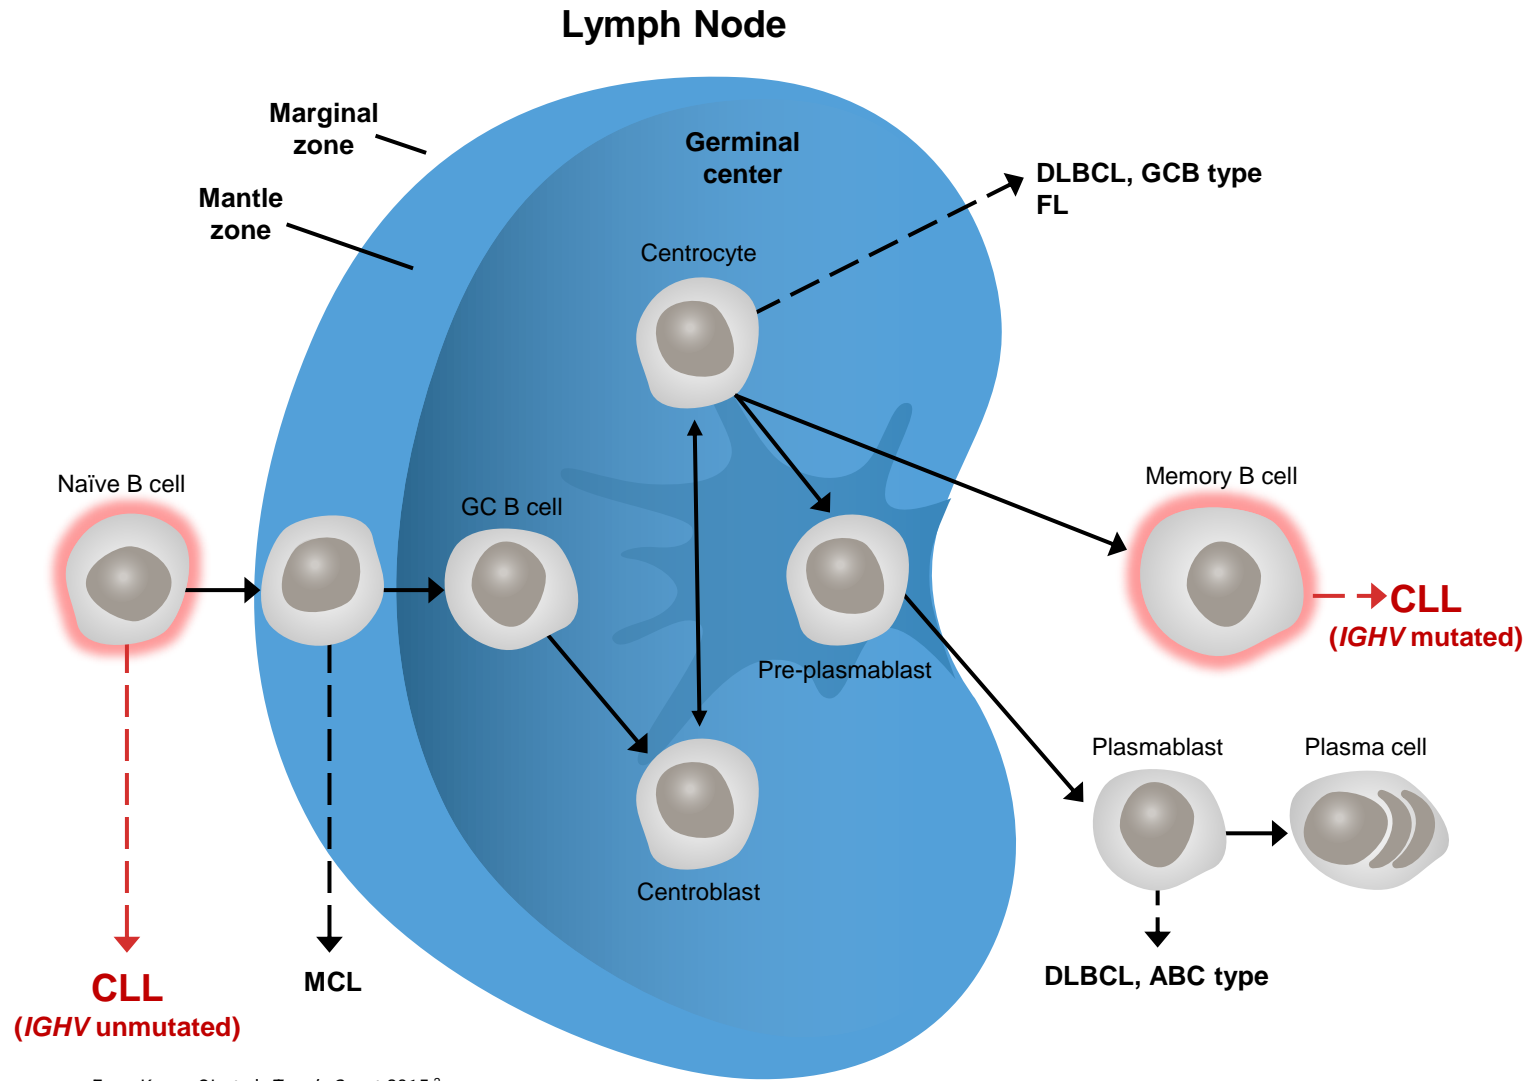 Lymph Node
Marginal
zone
Mantle
zone
Germinal
center
DLBCL, GCB type
FL
Centrocyte
Naïve B cell
GC B cell
Memory B cell
CLL
(IGHV mutated)
Pre-plasmablast
Plasmablast
Plasma cell
Centroblast
CLL
(IGHV unmutated)
MCL
DLBCL, ABC type